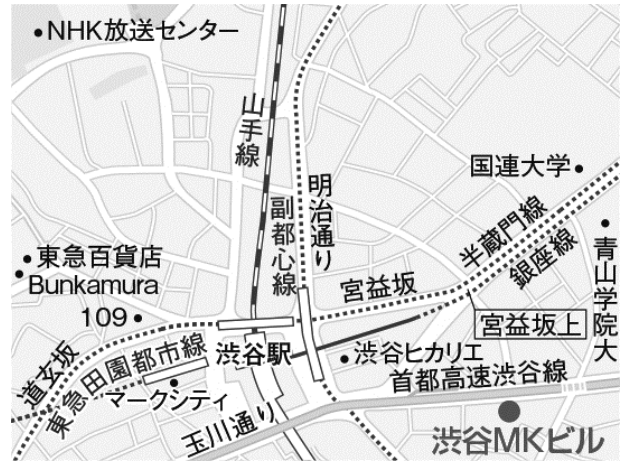 NHK放送センター
山手線
国連大学
明治通り
副都心線
半蔵門線
銀座線
青山学院大
東急百貨店
Bunkamura
宮益坂
109
宮益坂上
道玄坂
東急田園都市線
渋谷駅
渋谷ヒカリエ
首都高速渋谷線
マークシティ
玉川通り
渋谷MKビル